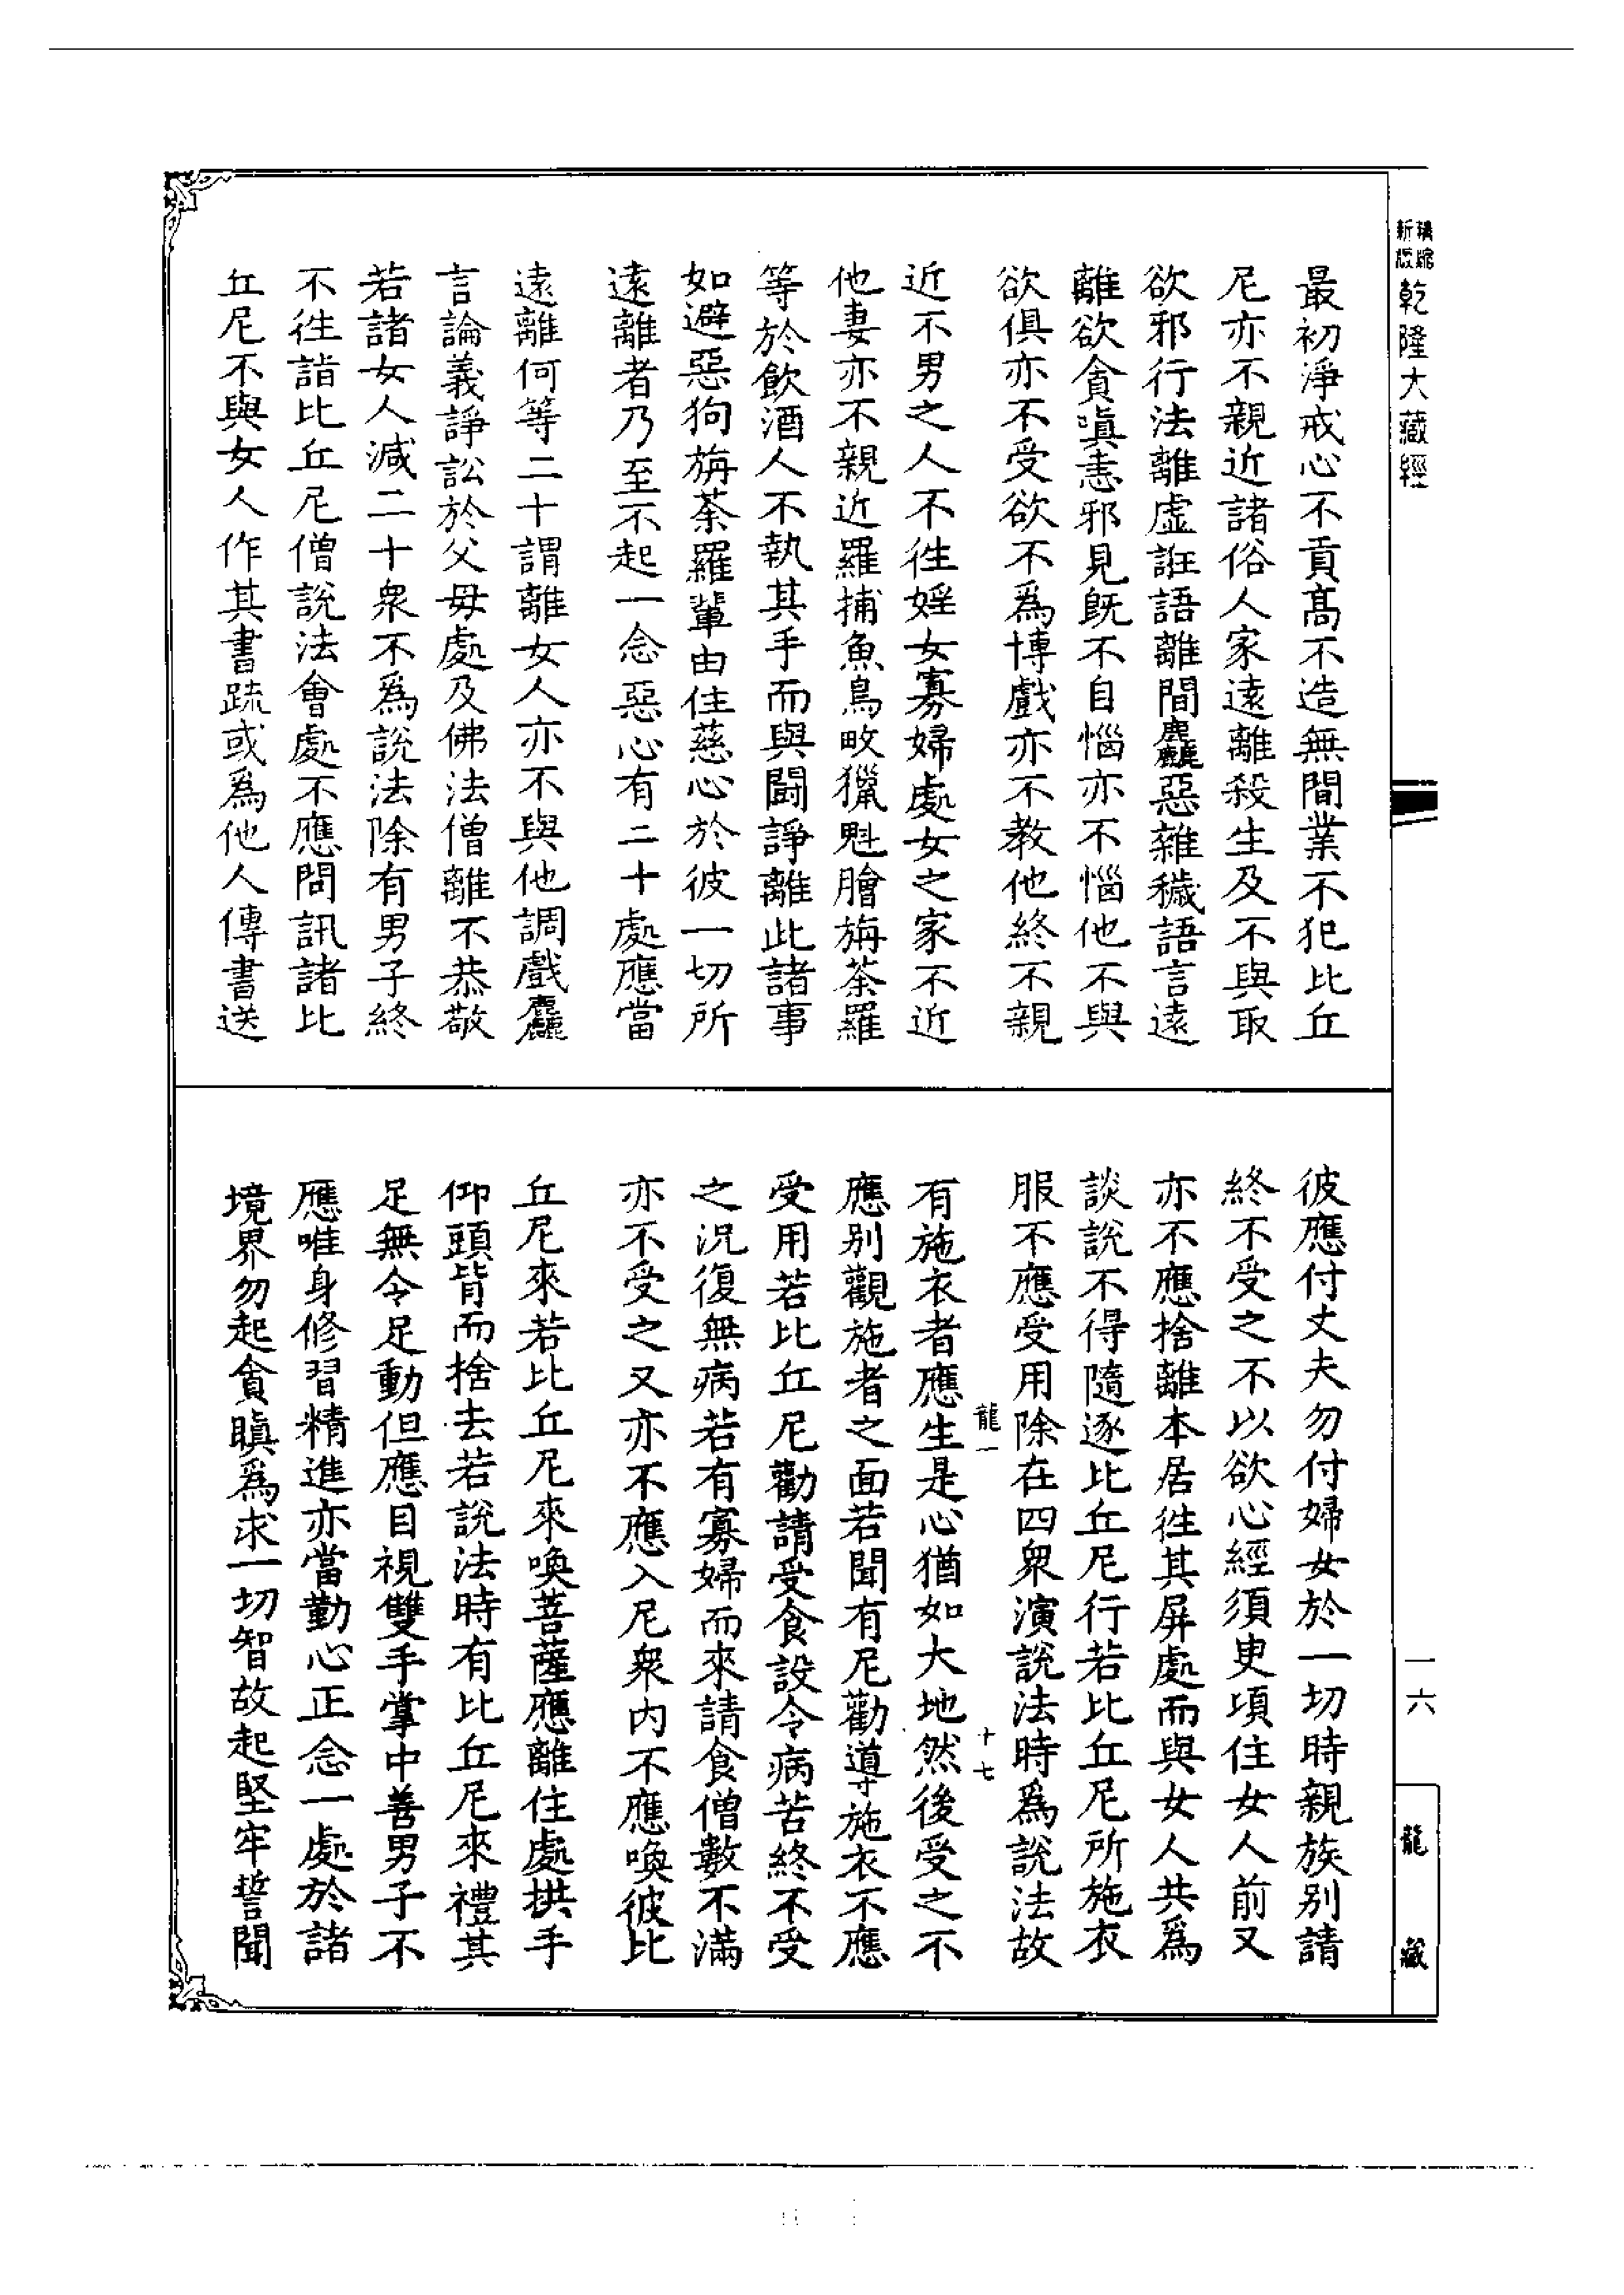 新版精縮乾隆大藏經
最初淨戒心不貢高不造無間業不犯比丘
尼亦不親近諸俗人家遠離殺生及不與取
欲邪行法離虛誑語離間麤惡雜穢語言遠
離欲貪嗔恚邪見旣不自惱亦不惱他不與
欲俱亦不受欲不爲博戲亦不教他終不親
近不男之人不徃婬女寡婦處女之家不近
他妻亦不親近羅捕魚鳥畋獵魁膾旃荼羅
等於飲酒人不執其手而與鬪諍離此諸事
如避惡狗旃荼羅輩由住慈心於彼一切所
遠離者乃至不起一念惡心有二十處應當
遠離何等二十謂離女人亦不與他調戲麤
言論義諍訟於父母處及佛法僧離不恭敬
若諸女人減二十衆不爲說法除有男子終
不徃詣比丘尼僧說法會處不應問訊諸比
丘尼不與女人作其書疏或爲他人傳書送
彼應付丈夫勿付婦女於一切時親族別請
終不受之不以欲心經須臾頃住女人前又
亦不應捨離本居徃其屏處而與女人共爲
談說不得隨逐比丘尼行若比丘尼所施衣
服不應受用除在四衆演說法時爲說法故
龍一 十七
有施衣者應生是心猶如大地然後受之不
應別觀施者之面若聞有尼勸導施衣不應
受用若比丘尼勸請受食設令病苦終不受
之況復無病若有寡婦而來請食僧數不滿
亦不受之又亦不應入尼衆內不應喚彼比
丘尼來若比丘尼來喚菩薩應離住處拱手
仰頭背而捨去若說法時有比丘尼來禮其
足無令足動但應目視雙手掌中善男子不
應唯身修習精進亦當勤心正念一處於諸
境界勿起貪瞋爲求一切智故起堅牢誓聞
一六
龍藏